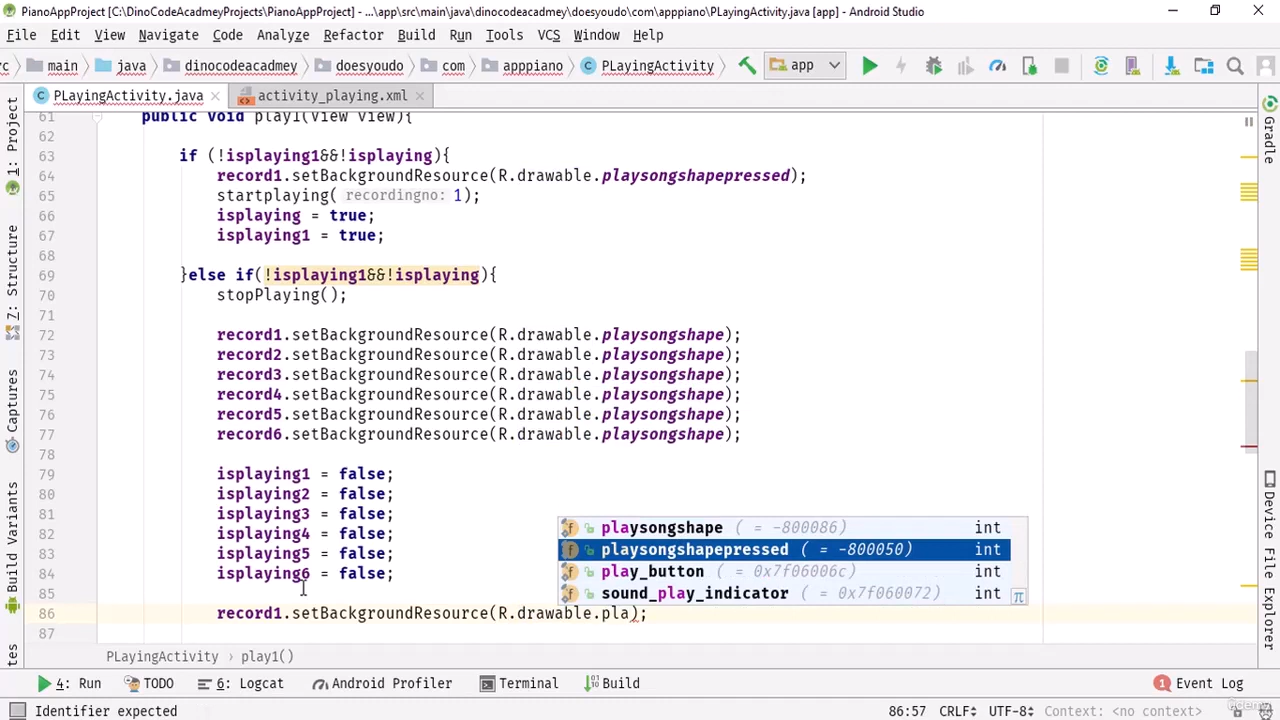 PianoAppProject [C:\DinoCodeAcadmeyProjects\PianoAppProject] - ...\app\src\main\java\dinocodeacadmey\doesyoudo\com\apppiano\PLayingActivity.java [app] - Android Studio
File Edit View Navigate Code Analyze Refactor Build Run Tools VCS Window Help
rc main java dinocodeacadmey doesyoudo com apppiano PLayingActivity app
PLayingActivity.java activity_playing.xml
61 public void play1(View view){
62
63 if (!isplaying1&&!isplaying){
64 record1.setBackgroundResource(R.drawable.playsongshapepressed);
65 startplaying( recordingno: 1);
66 isplaying = true;
67 isplaying1 = true;
68
69 }else if(!isplaying1&&!isplaying){
70 stopPlaying();
71
72 record1.setBackgroundResource(R.drawable.playsongshape);
73 record2.setBackgroundResource(R.drawable.playsongshape);
74 record3.setBackgroundResource(R.drawable.playsongshape);
75 record4.setBackgroundResource(R.drawable.playsongshape);
76 record5.setBackgroundResource(R.drawable.playsongshape);
77 record6.setBackgroundResource(R.drawable.playsongshape);
78
79 isplaying1 = false;
80 isplaying2 = false;
81 isplaying3 = false;
82 isplaying4 = false;
83 isplaying5 = false;
84 isplaying6 = false;
85
86 record1.setBackgroundResource(R.drawable.pla);
87
playsongshape ( = -800086) int
playsongshapepressed ( = -800050) int
play_button ( = 0x7f06006c) int
sound_play_indicator ( = 0x7f060072) int
π
1: Project
7: Structure
Captures
Build Variants
tes
Gradle
Device File Explorer
PLayingActivity › play1()
4: Run TODO 6: Logcat Android Profiler Terminal Build 1 Event Log
Identifier expected 86:57 CRLF UTF-8 Context: <no context>
Udemy